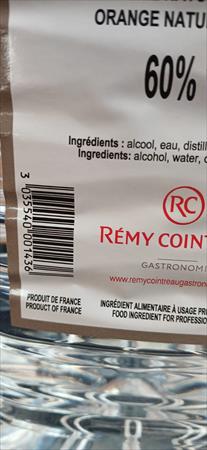 ORANGE NATU
60%
Ingrédients : alcool, eau, distil
Ingredients: alcohol, water,
RC
RÉMY COINT
GASTRONOMI
www.remycointreaugastron
3 035540 001436
PRODUIT DE FRANCE
PRODUCT OF FRANCE
INGRÉDIENT ALIMENTAIRE À USAGE PR
FOOD INGREDIENT FOR PROFESSION